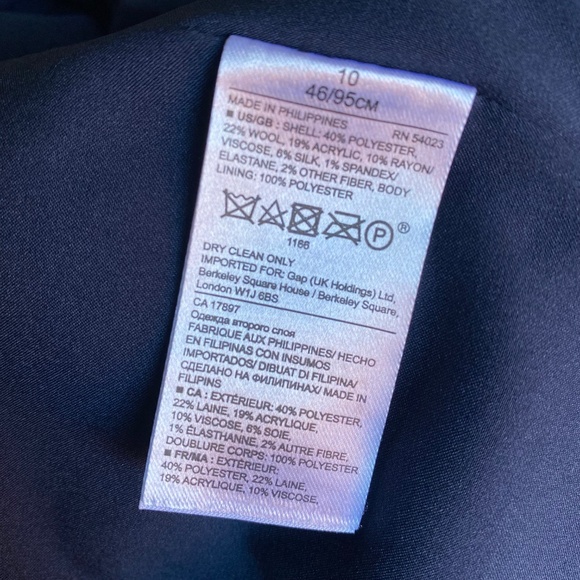 10
46/95CM
MADE IN PHILIPPINES RN 54023
■ US/GB : SHELL: 40% POLYESTER,
22% WOOL, 19% ACRYLIC, 10% RAYON/
VISCOSE, 6% SILK, 1% SPANDEX/
ELASTANE, 2% OTHER FIBER, BODY
LINING: 100% POLYESTER
P ®
1186
DRY CLEAN ONLY
IMPORTED FOR: Gap (UK Holdings) Ltd,
Berkeley Square House / Berkeley Square,
London W1J 6BS
CA 17897
Одежда второго слоя
FABRIQUE AUX PHILIPPINES/ HECHO
EN FILIPINAS CON INSUMOS
IMPORTADOS/ DIBUAT DI FILIPINA/
СДЕЛАНО НА ФИЛИПИНАХ/ MADE IN
FILIPINS
■ CA : EXTÉRIEUR: 40% POLYESTER,
22% LAINE, 19% ACRYLIQUE,
10% VISCOSE, 6% SOIE,
1% ÉLASTHANNE, 2% AUTRE FIBRE,
DOUBLURE CORPS: 100% POLYESTER
■ FR/MA : EXTÉRIEUR:
40% POLYESTER, 22% LAINE,
19% ACRYLIQUE, 10% VISCOSE,